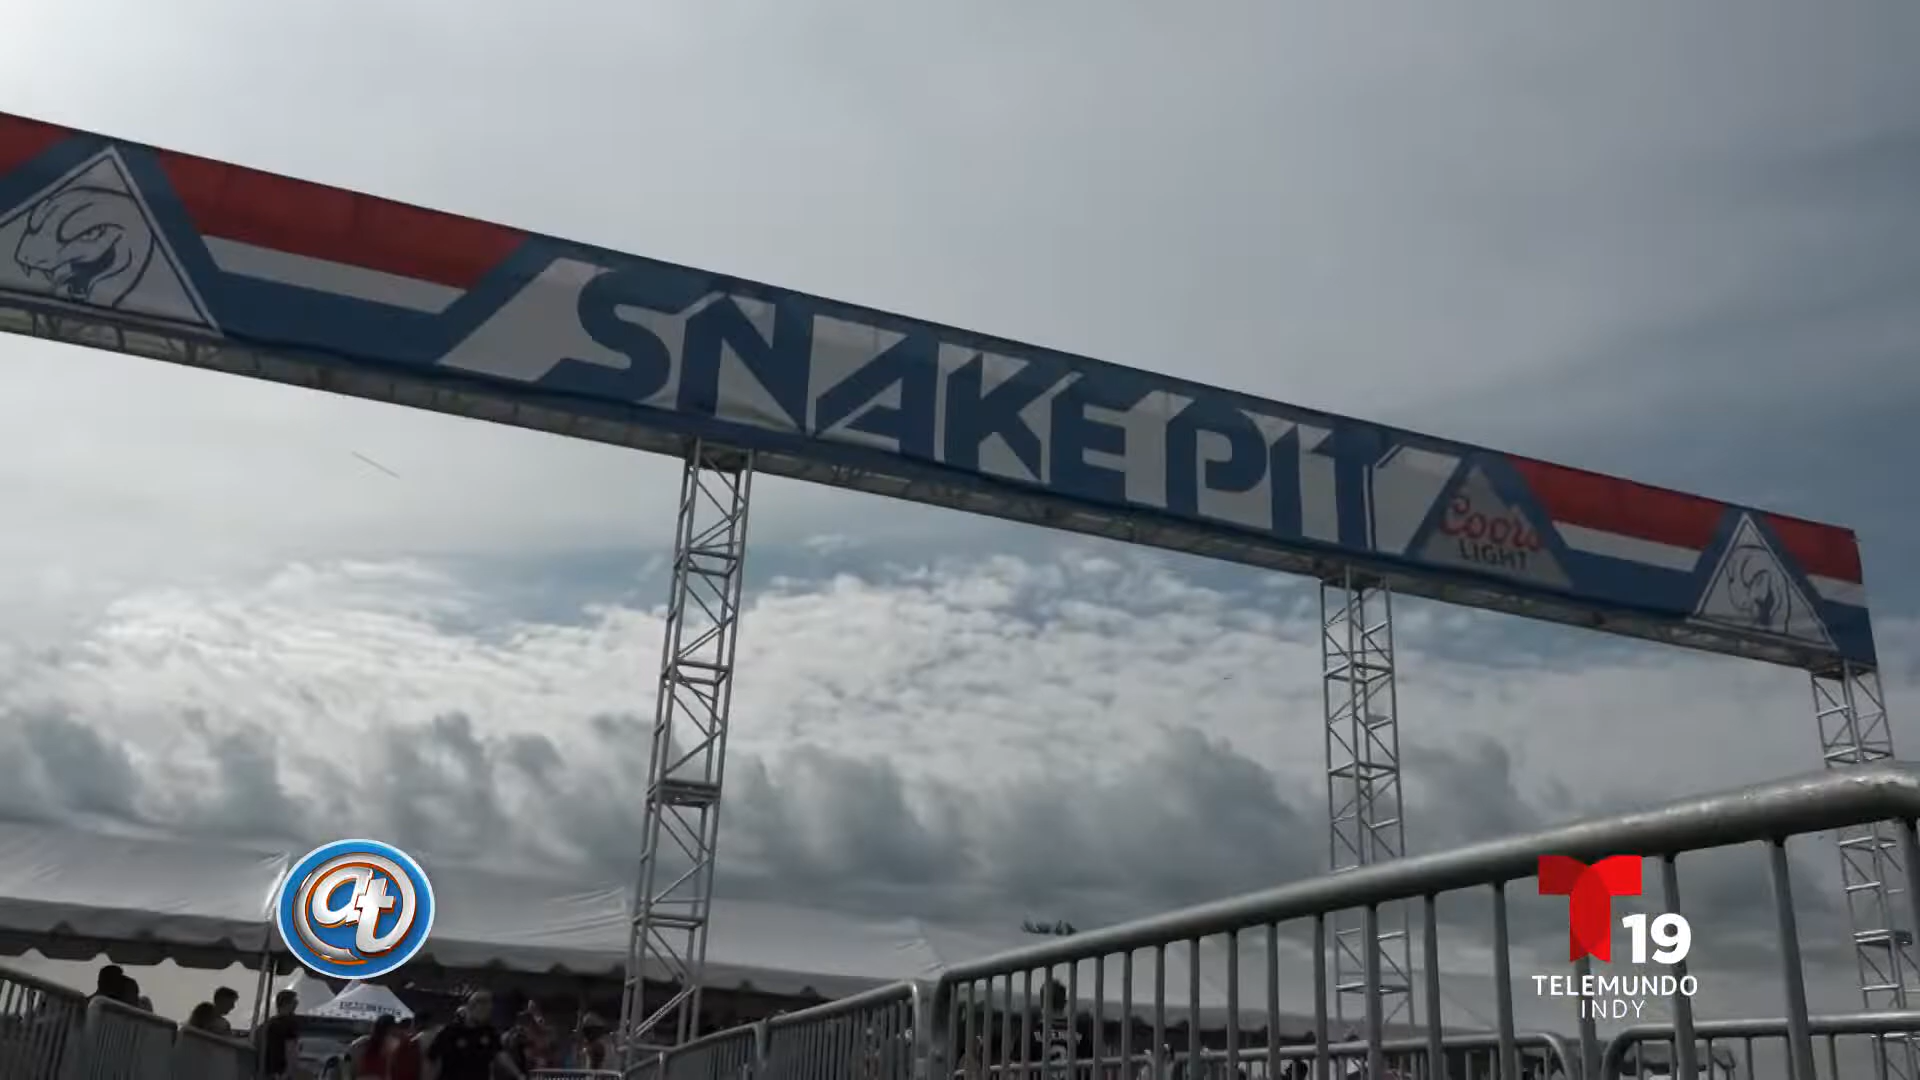 SNAKE PIT
Coors
LIGHT
at
T 19
TELEMUNDO
INDY